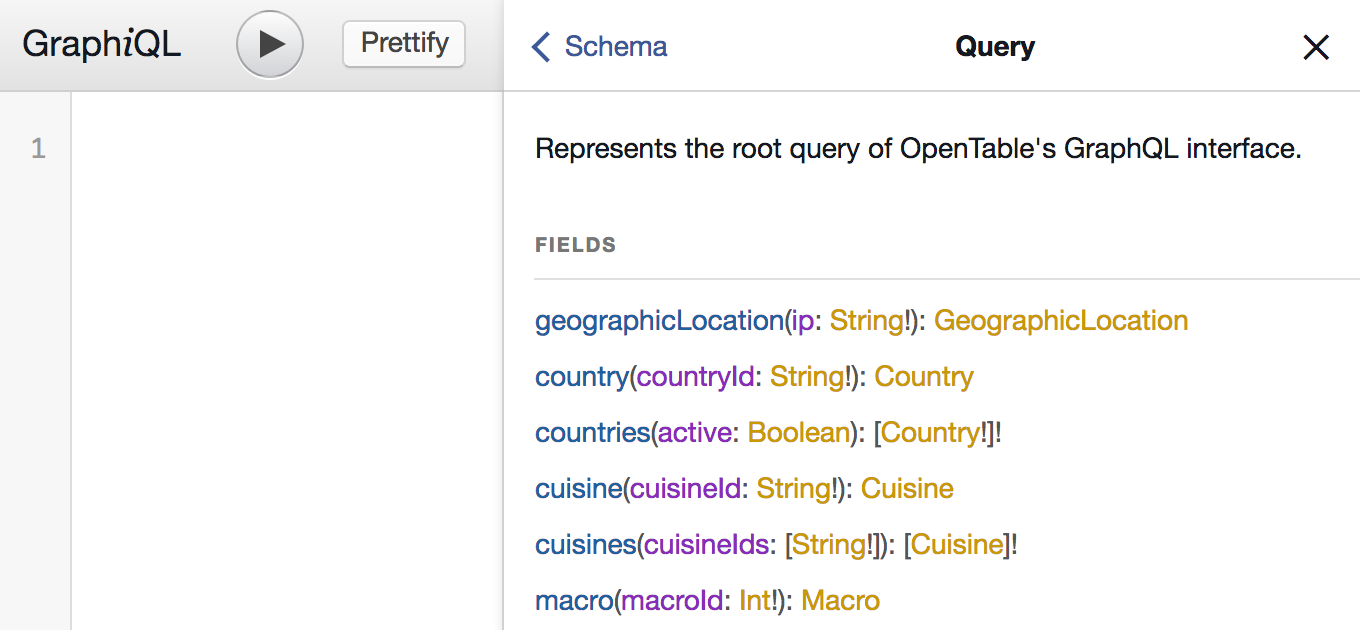 GraphiQL
Prettify
Schema
Query
1
Represents the root query of OpenTable's GraphQL interface.
FIELDS
geographicLocation(ip: String!): GeographicLocation
country(countryId: String!): Country
countries(active: Boolean): [Country!]!
cuisine(cuisineId: String!): Cuisine
cuisines(cuisineIds: [String!]): [Cuisine]!
macro(macroId: Int!): Macro